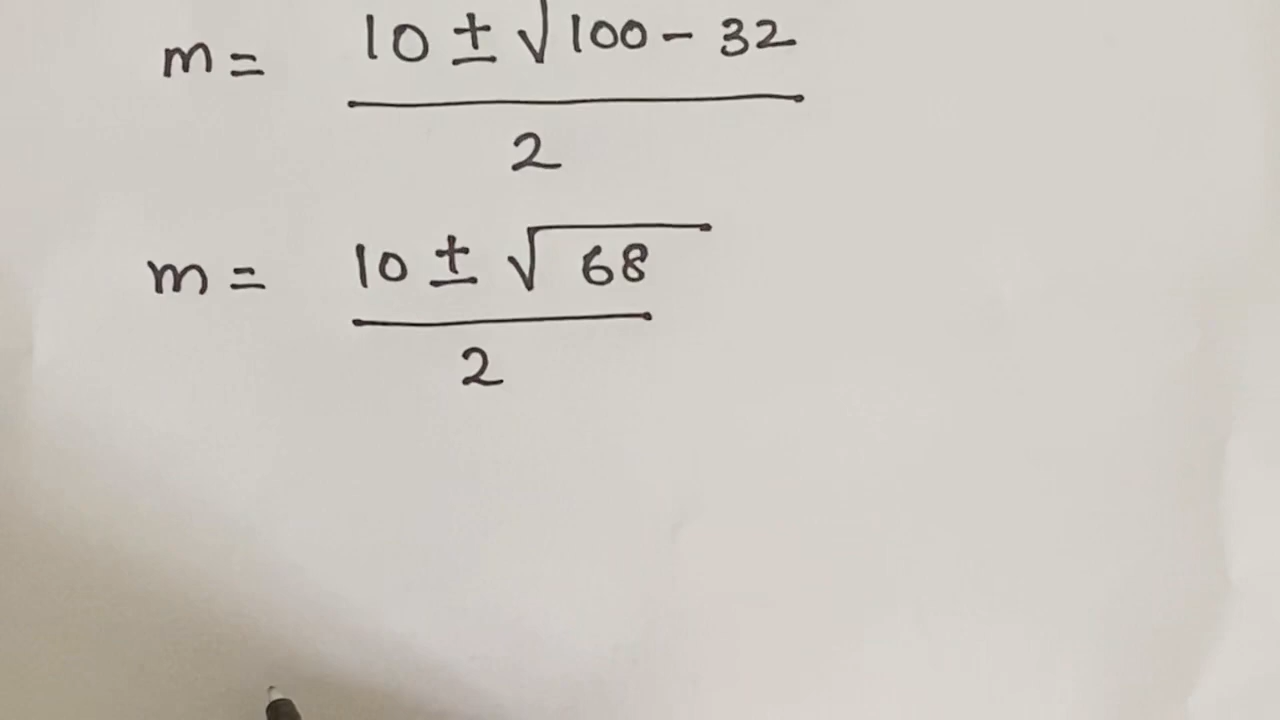 m = 10 ± √100 - 32
2
m = 10 ± √68
2